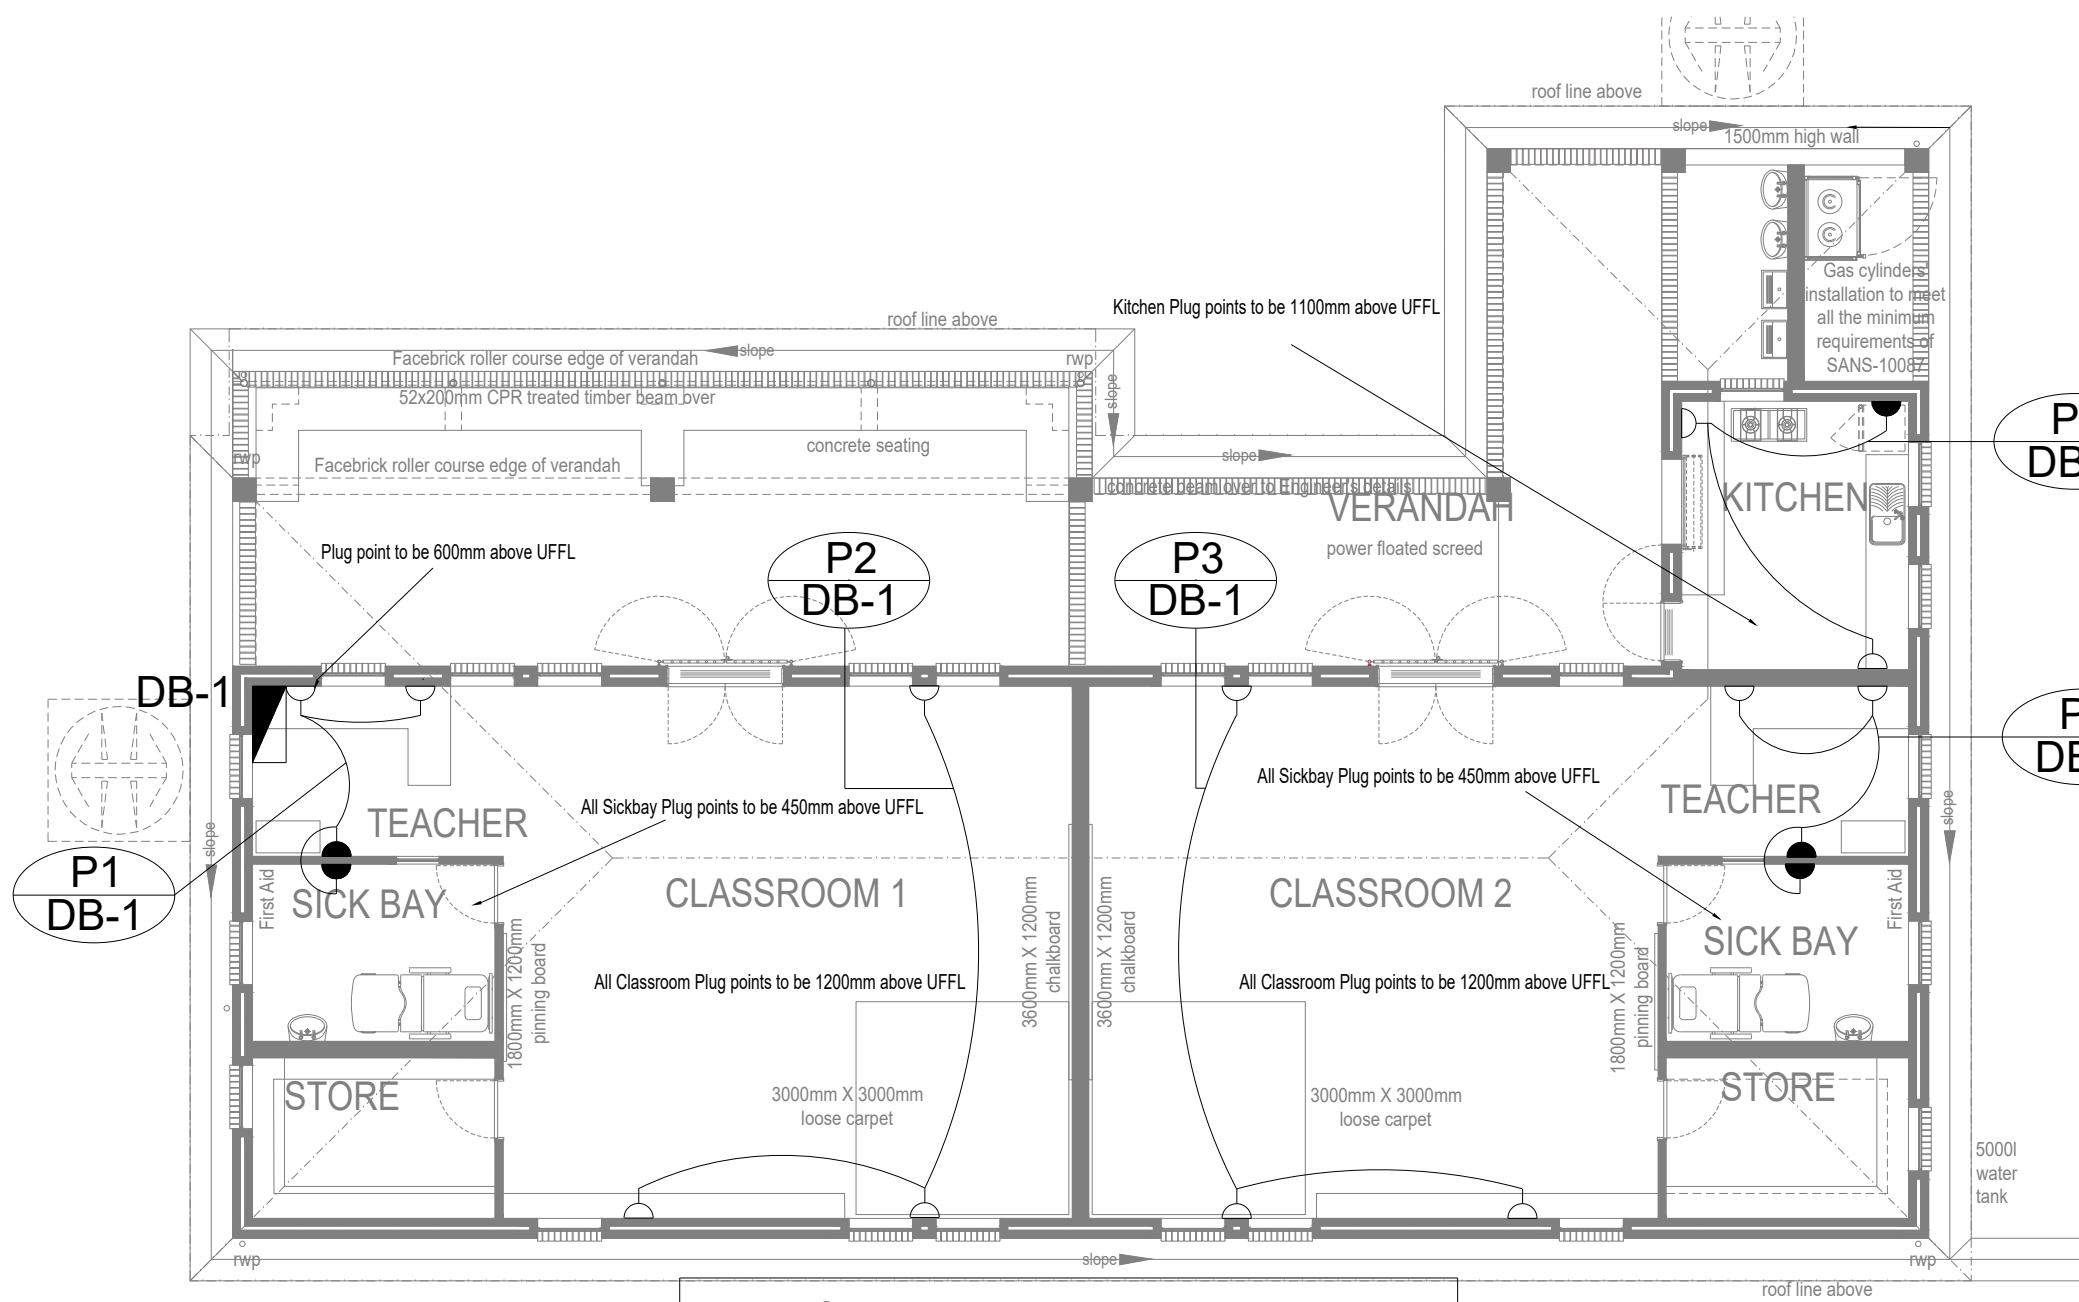 roof line above
slope
1500mm high wall
Gas cylinders'
installation to meet
all the minimum
requirements of
SANS-10087
Kitchen Plug points to be 1100mm above UFFL
roof line above
slope
Facebrick roller course edge of verandah
rwp
52x200mm CPR treated timber beam over
slope
concrete seating
rwp
Facebrick roller course edge of verandah
slope
concrete beam over to Engineer's details
VERANDAH
power floated screed
KITCHEN
P
DB
Plug point to be 600mm above UFFL
P2
DB-1
P3
DB-1
DB-1
P
DB
TEACHER
All Sickbay Plug points to be 450mm above UFFL
All Sickbay Plug points to be 450mm above UFFL
TEACHER
slope
slope
P1
DB-1
First Aid
SICK BAY
CLASSROOM 1
CLASSROOM 2
First Aid
SICK BAY
1800mm X 1200mm
pinning board
3600mm X 1200mm
chalkboard
3600mm X 1200mm
chalkboard
1800mm X 1200mm
pinning board
All Classroom Plug points to be 1200mm above UFFL
All Classroom Plug points to be 1200mm above UFFL
STORE
3000mm X 3000mm
loose carpet
3000mm X 3000mm
loose carpet
STORE
5000l
water
tank
rwp
slope
rwp
roof line above